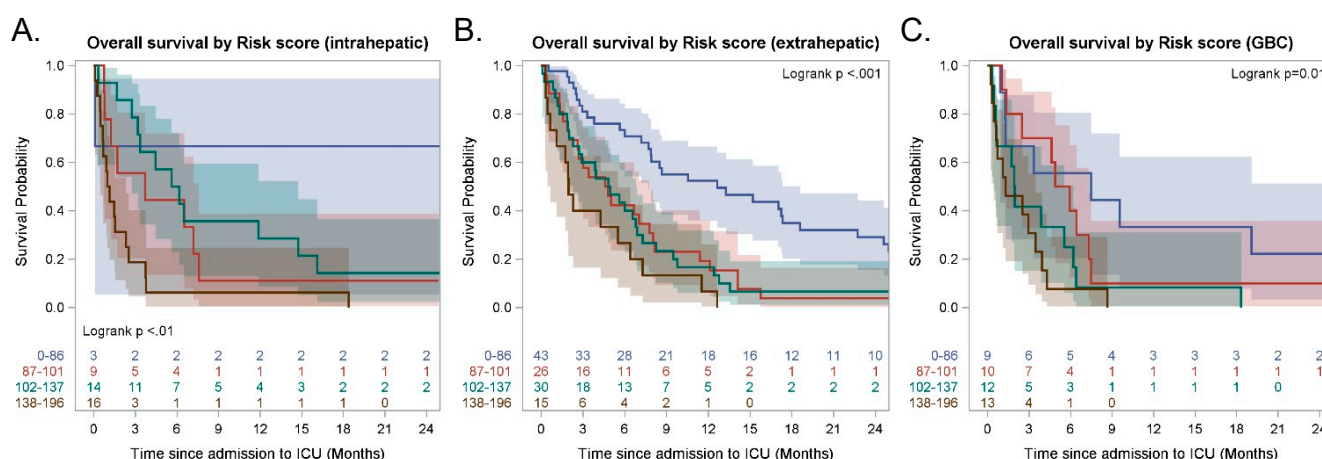 A.
Overall survival by Risk score (intrahepatic)
Survival Probability
1.0
0.8
0.6
0.4
0.2
0.0
Logrank p <.01
0-86 3 2 2 2 2 2 2 2 2
87-101 9 5 4 1 1 1 1 1 1
102-137 14 11 7 5 4 3 2 2 2
138-196 16 3 1 1 1 1 1 0
0 3 6 9 12 15 18 21 24
Time since admission to ICU (Months)
B.
Overall survival by Risk score (extrahepatic)
Logrank p <.001
Survival Probability
1.0
0.8
0.6
0.4
0.2
0.0
0-86 43 33 28 21 18 16 12 11 10
87-101 26 16 11 6 5 2 1 1 1
102-137 30 18 13 7 5 2 2 2 2
138-196 15 6 4 2 1 0
0 3 6 9 12 15 18 21 24
Time since admission to ICU (Months)
C.
Overall survival by Risk score (GBC)
Logrank p=0.01
Survival Probability
1.0
0.8
0.6
0.4
0.2
0.0
0-86 9 6 5 4 3 3 3 2 2
87-101 10 7 4 1 1 1 1 1 1
102-137 12 5 3 1 1 1 1 0
138-196 13 4 1 0
0 3 6 9 12 15 18 21 24
Time since admission to ICU (Months)